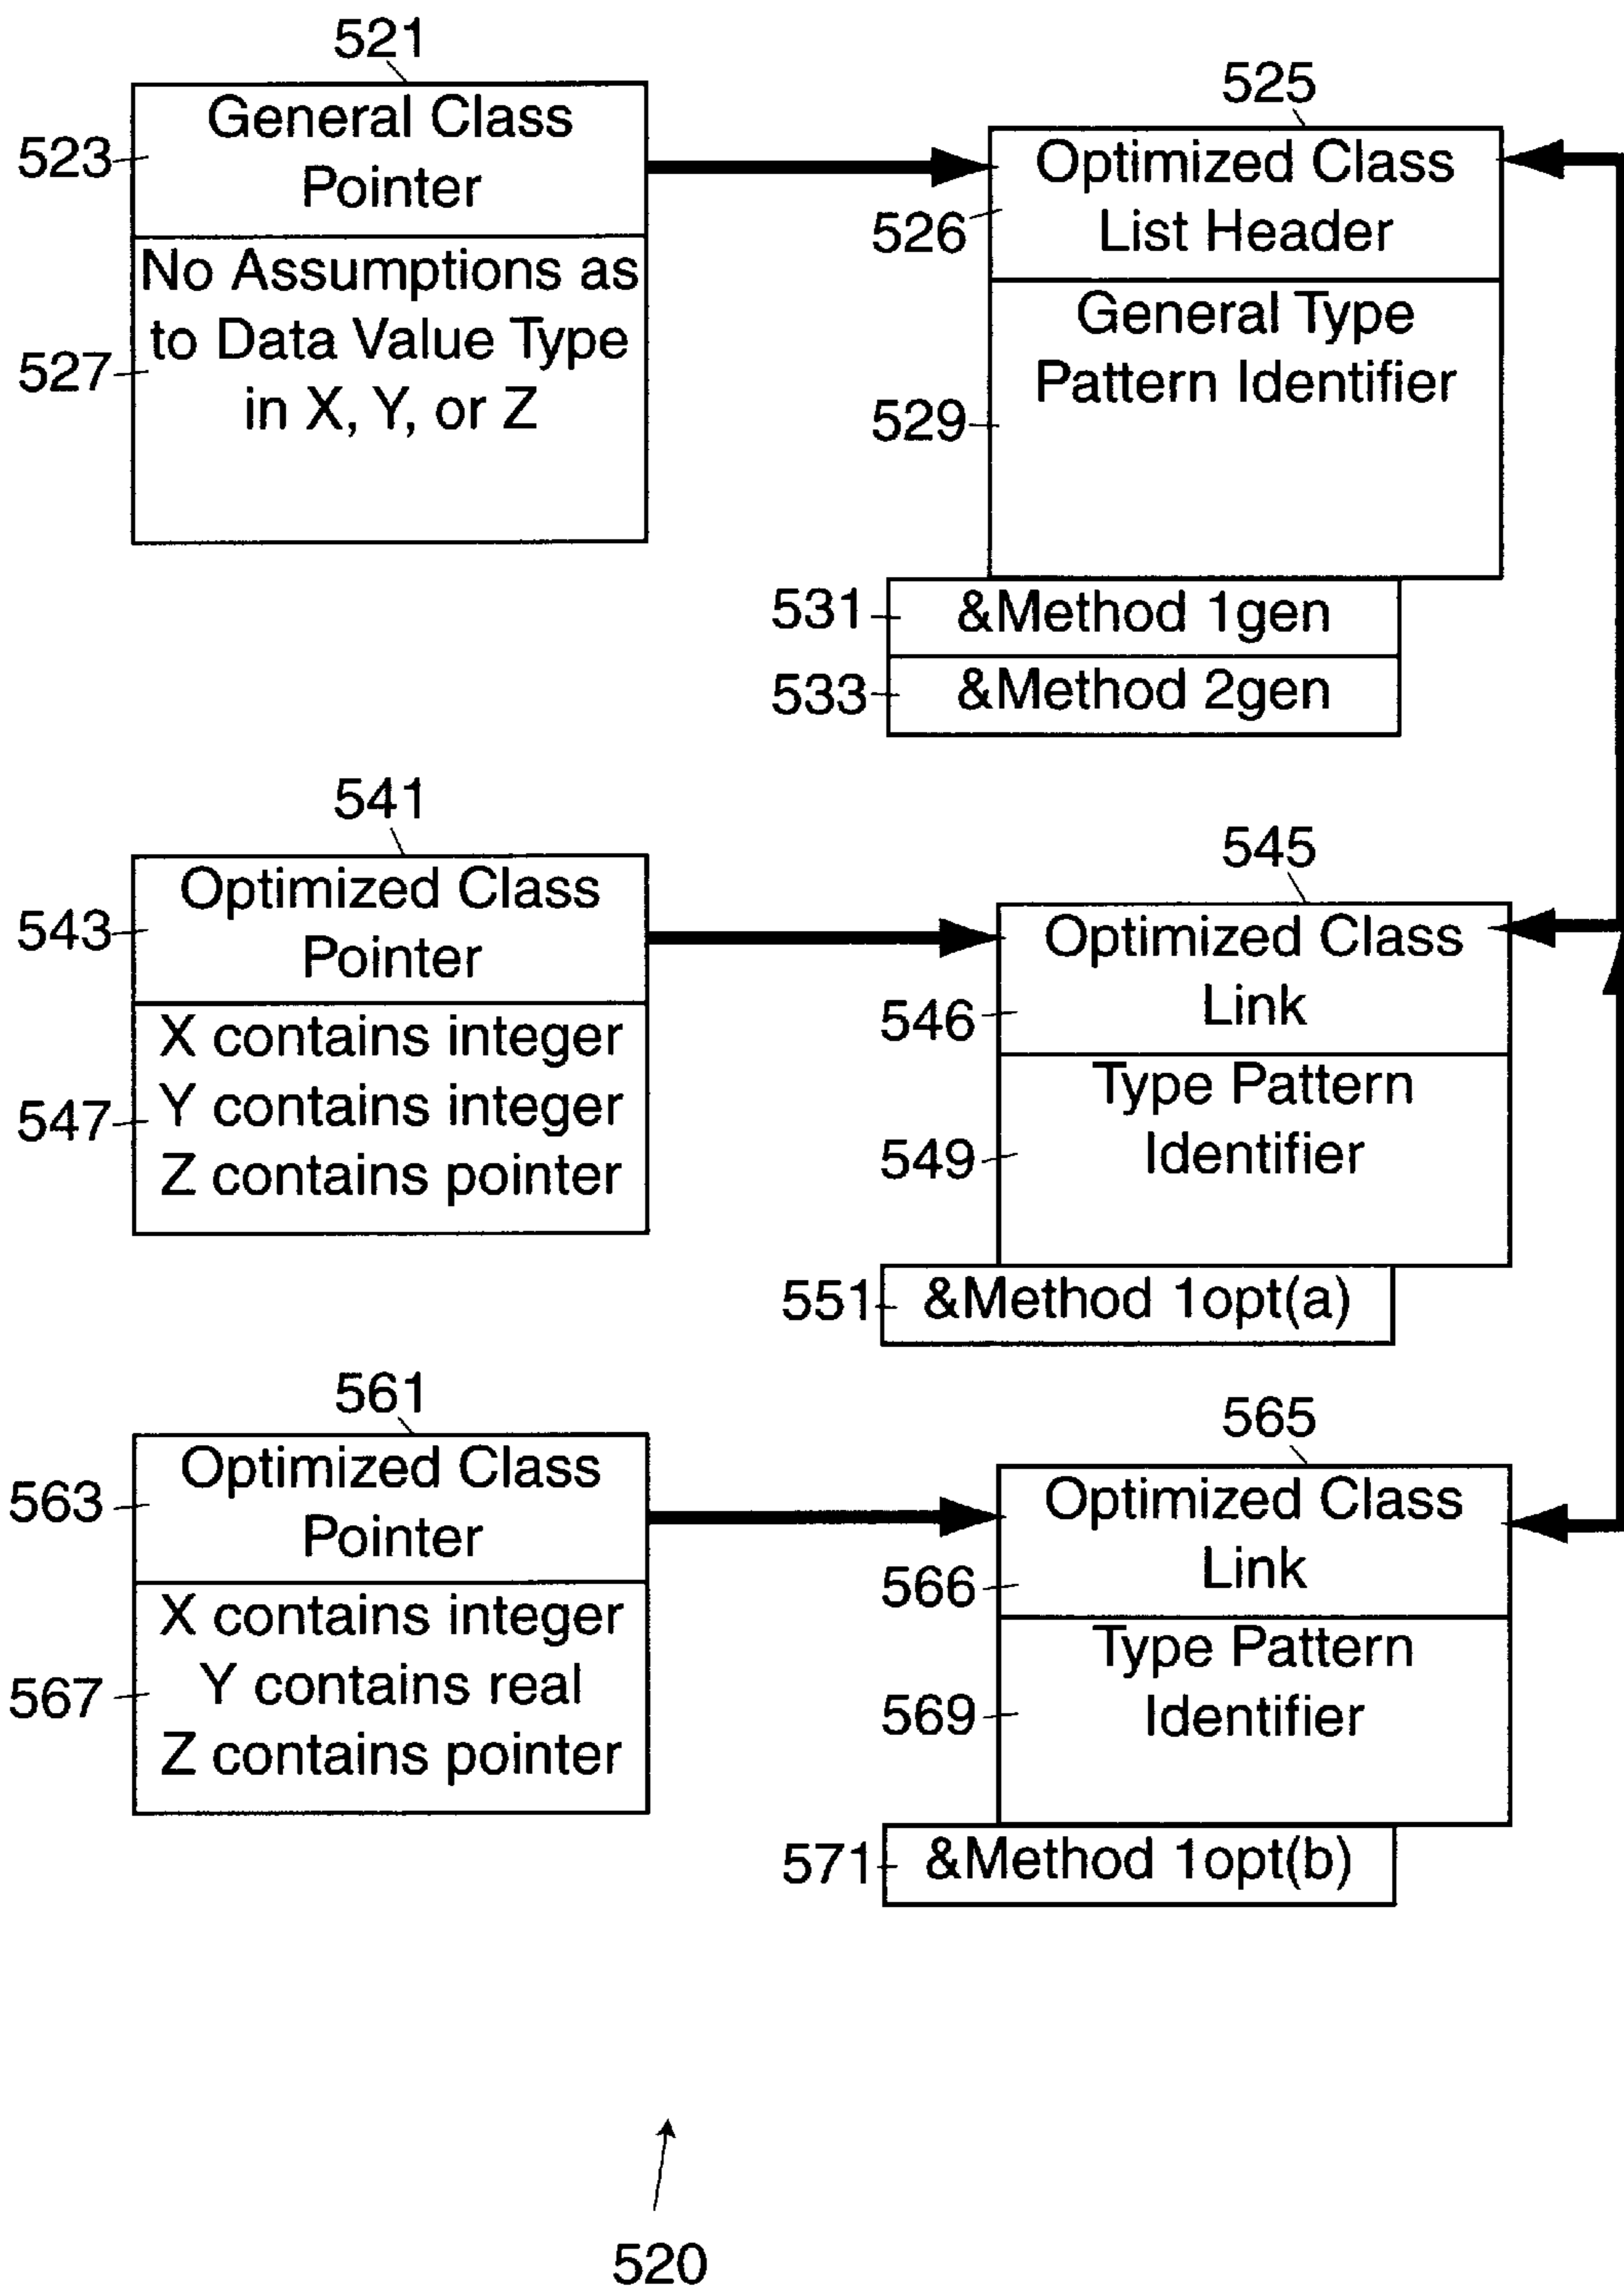 521
523
General Class
Pointer
No Assumptions as
to Data Value Type
in X, Y, or Z
527
525
Optimized Class
List Header
526
General Type
Pattern Identifier
529
531
&Method 1gen
533
&Method 2gen
541
543
Optimized Class
Pointer
X contains integer
Y contains integer
Z contains pointer
547
545
Optimized Class
Link
546
Type Pattern
Identifier
549
551
&Method 1opt(a)
561
563
Optimized Class
Pointer
X contains integer
Y contains real
Z contains pointer
567
565
Optimized Class
Link
566
Type Pattern
Identifier
569
571
&Method 1opt(b)
520